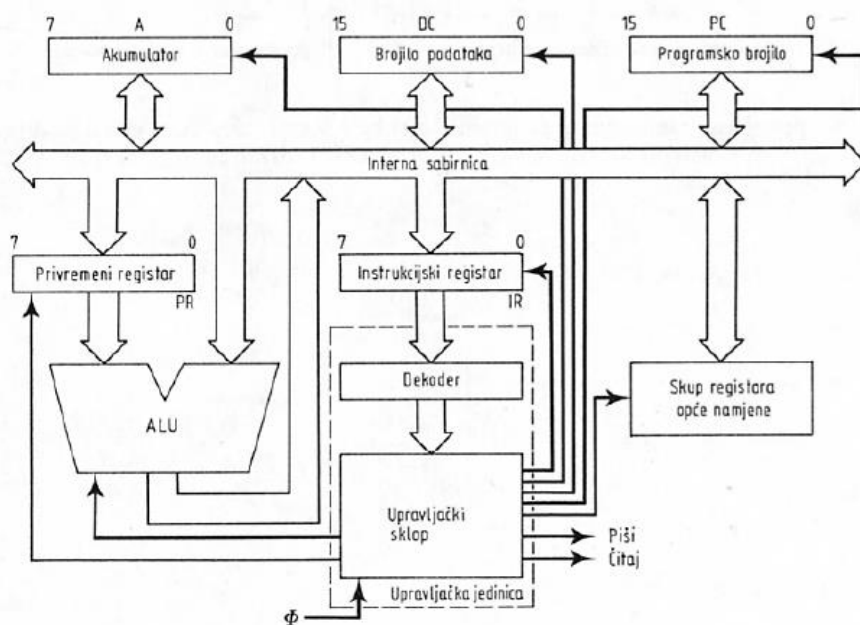 7 A 0
Akumulator
15 DC 0
Brojilo podataka
15 PC 0
Programsko brojilo
Interna sabirnica
7 0
Privremeni registar
PR
7 0
Instrukcijski registar
IR
ALU
Dekoder
Skup registara
opće namjene
Upravljački
sklop
Piši
Čitaj
Upravljačka jedinica
Φ